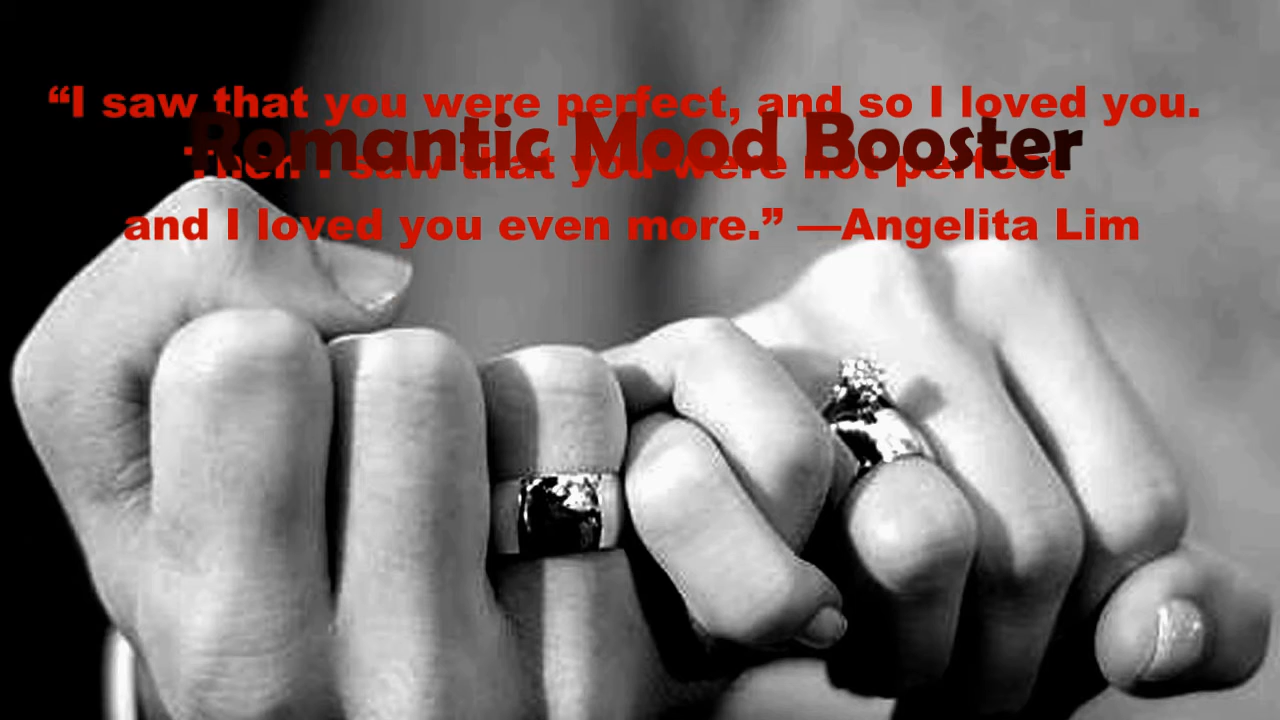 “I saw that you were perfect, and so I loved you.
Romantic Mood Booster
Then I saw that you were not perfect
and I loved you even more.” —Angelita Lim